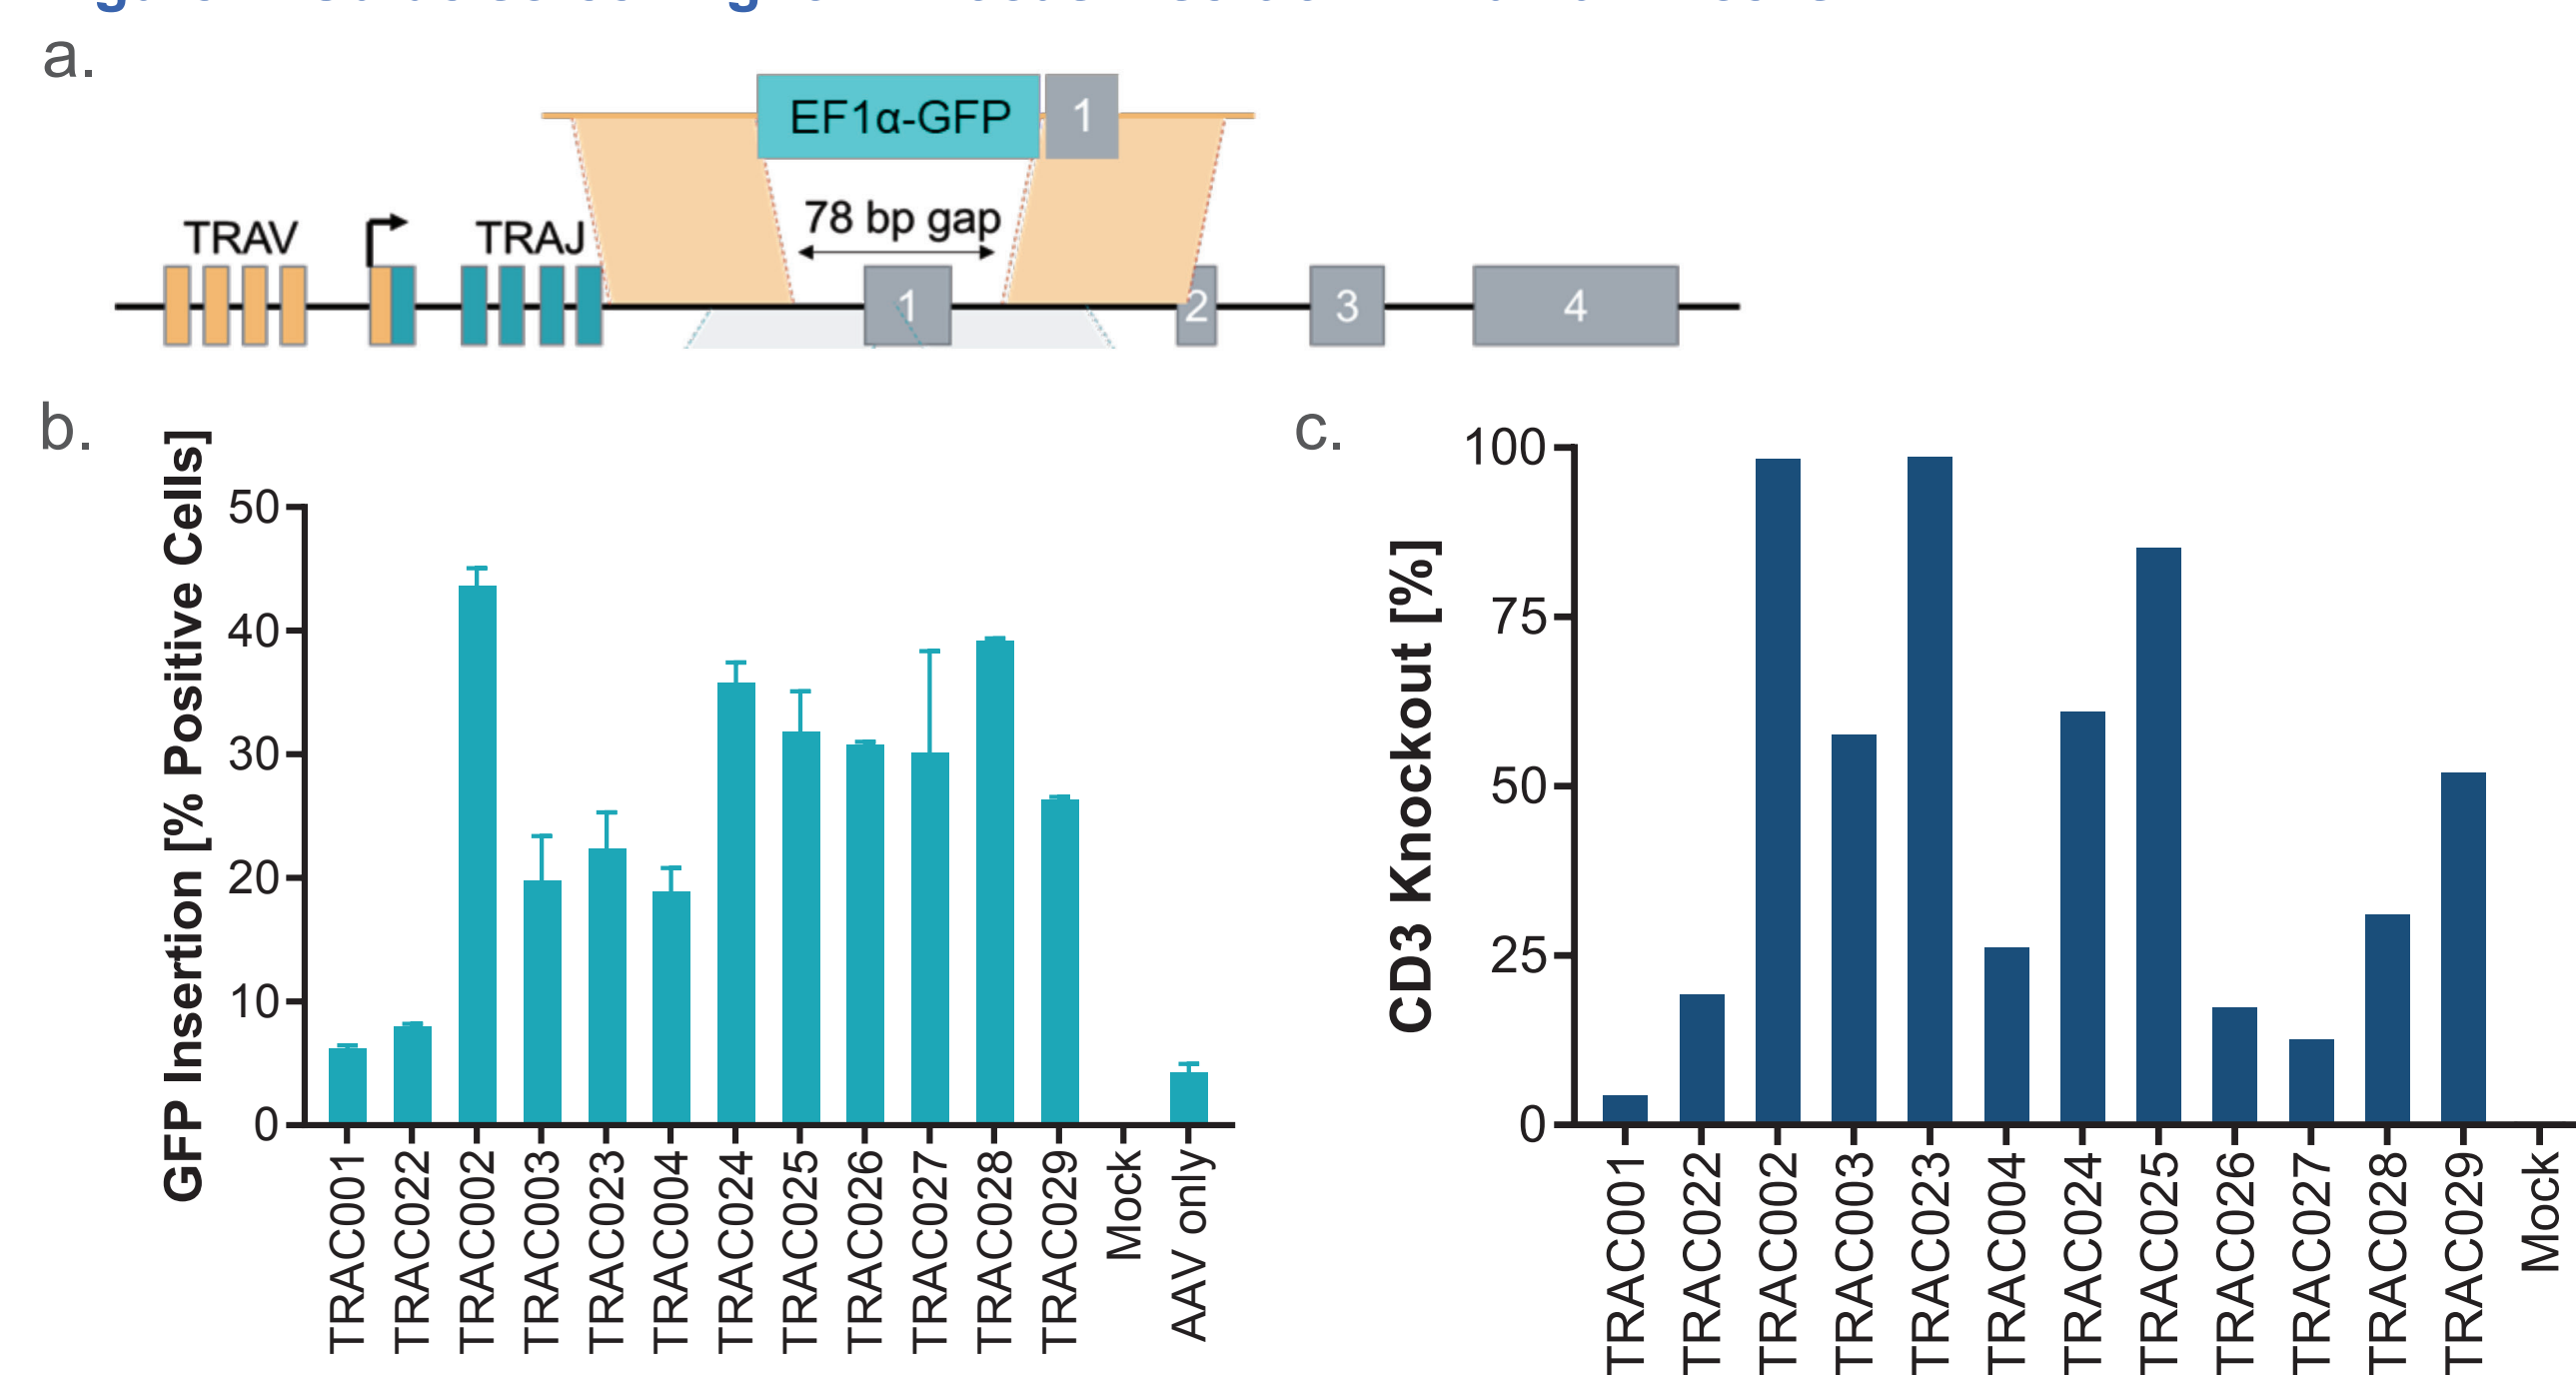 a.
EF1α-GFP
1
78 bp gap
TRAV
TRAJ
1
2
3
4
b.
GFP Insertion [% Positive Cells]
50
40
30
20
10
0
TRAC001
TRAC022
TRAC002
TRAC003
TRAC023
TRAC004
TRAC024
TRAC025
TRAC026
TRAC027
TRAC028
TRAC029
Mock
AAV only
c.
CD3 Knockout [%]
100
75
50
25
0
TRAC001
TRAC022
TRAC002
TRAC003
TRAC023
TRAC004
TRAC024
TRAC025
TRAC026
TRAC027
TRAC028
TRAC029
Mock